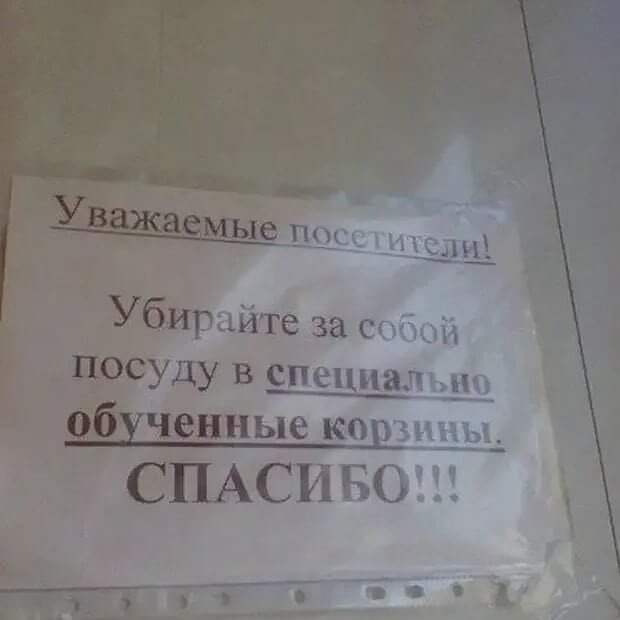 Уважаемые посетители!
Убирайте за собой
посуду в специально
обученные корзины.
СПАСИБО!!!